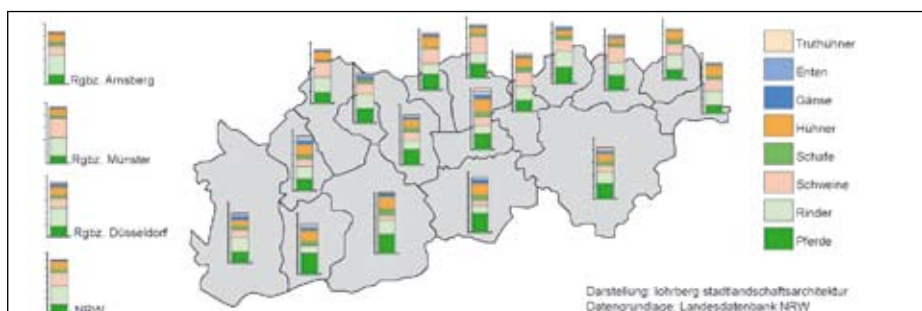 Rgbz. Arnsberg
Rgbz. Münster
Rgbz. Düsseldorf
NRW
Truthühner
Enten
Gänse
Hühner
Schafe
Schweine
Rinder
Pferde
Darstellung: lohrberg stadtlandschaftsarchitektur
Datengrundlage: Landesdatenbank NRW